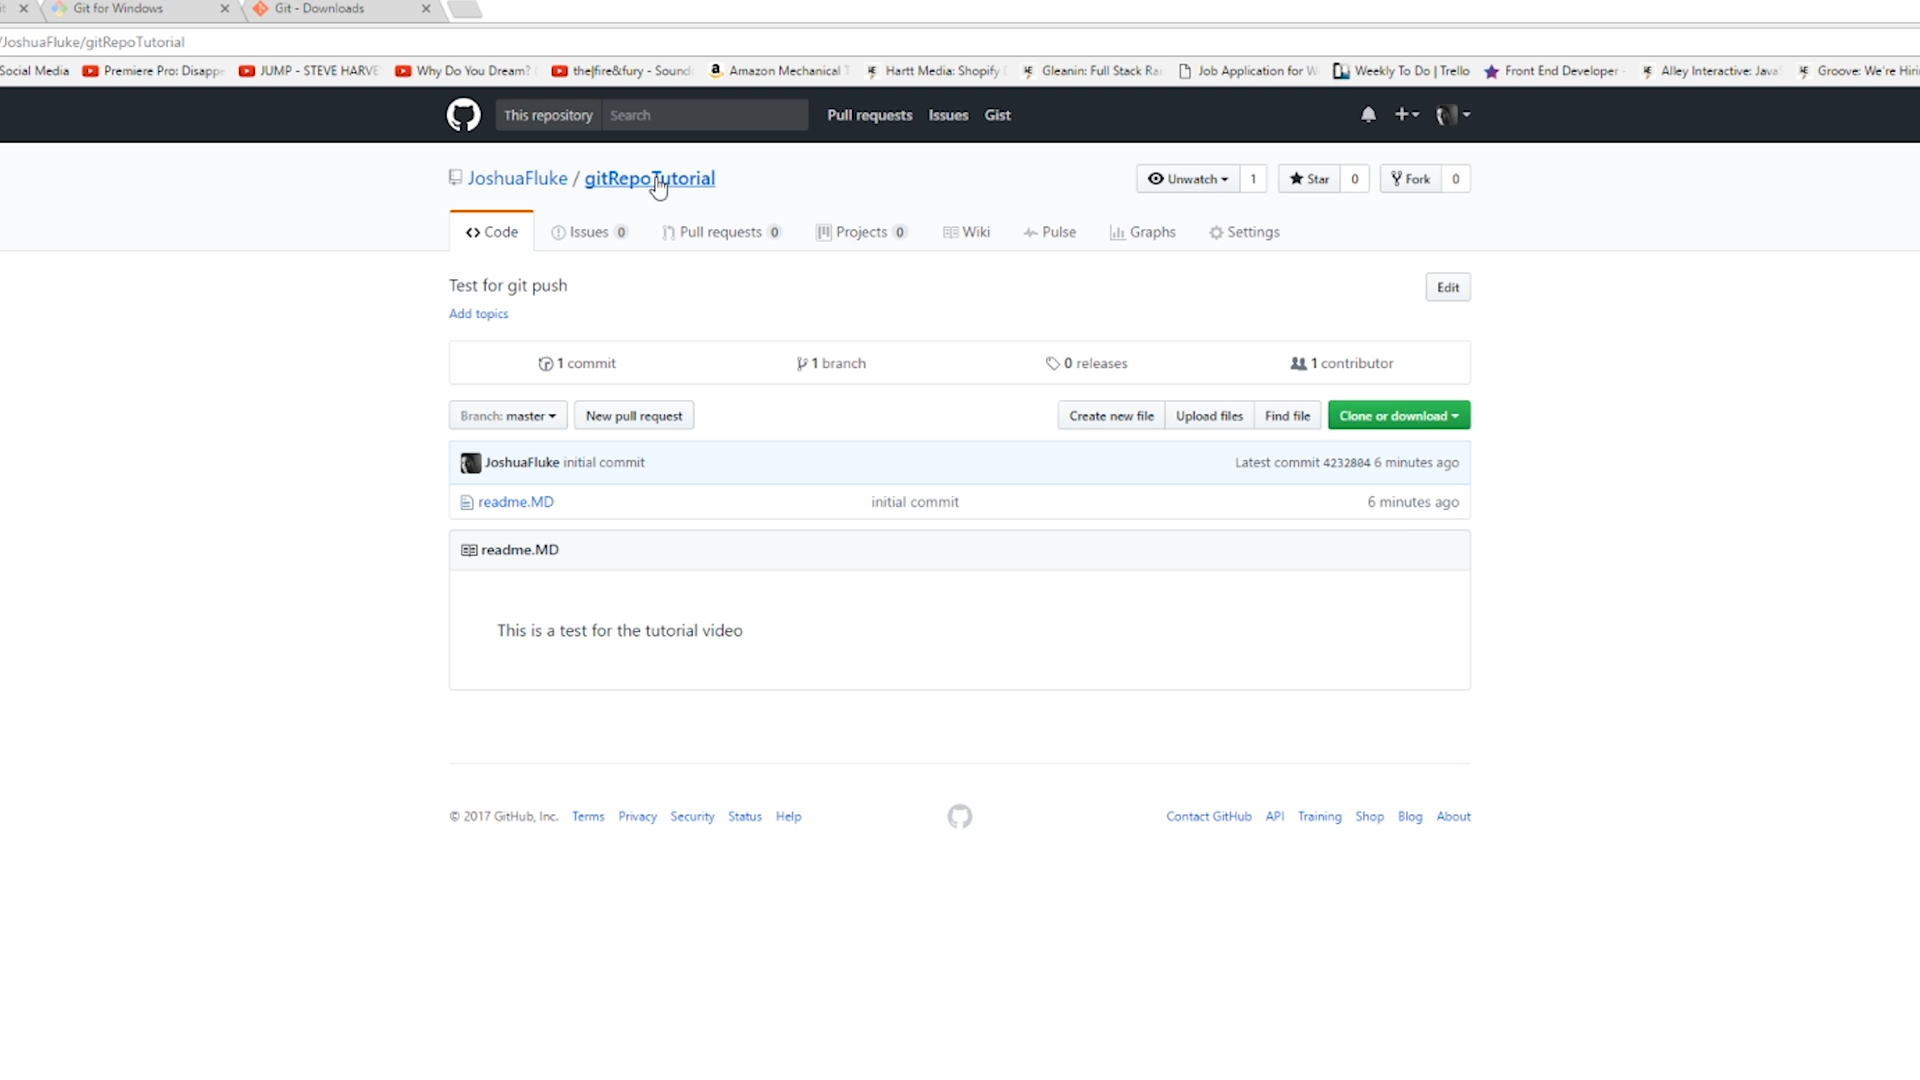 Git for Windows
Git - Downloads
/JoshuaFluke/gitRepoTutorial
Social Media Premiere Pro: Disappe JUMP - STEVE HARVE Why Do You Dream? the|fire&fury - Sound Amazon Mechanical Hartt Media: Shopify Gleanin: Full Stack Ra Job Application for W Weekly To Do | Trello Front End Developer - Alley Interactive: Java Groove: We're Hiri
This repository Search Pull requests Issues Gist
JoshuaFluke / gitRepoTutorial
Unwatch 1 Star 0 Fork 0
Code Issues 0 Pull requests 0 Projects 0 Wiki Pulse Graphs Settings
Test for git push
Edit
Add topics
1 commit 1 branch 0 releases 1 contributor
Branch: master New pull request Create new file Upload files Find file Clone or download
JoshuaFluke initial commit Latest commit 4232804 6 minutes ago
readme.MD initial commit 6 minutes ago
readme.MD
This is a test for the tutorial video
© 2017 GitHub, Inc. Terms Privacy Security Status Help Contact GitHub API Training Shop Blog About